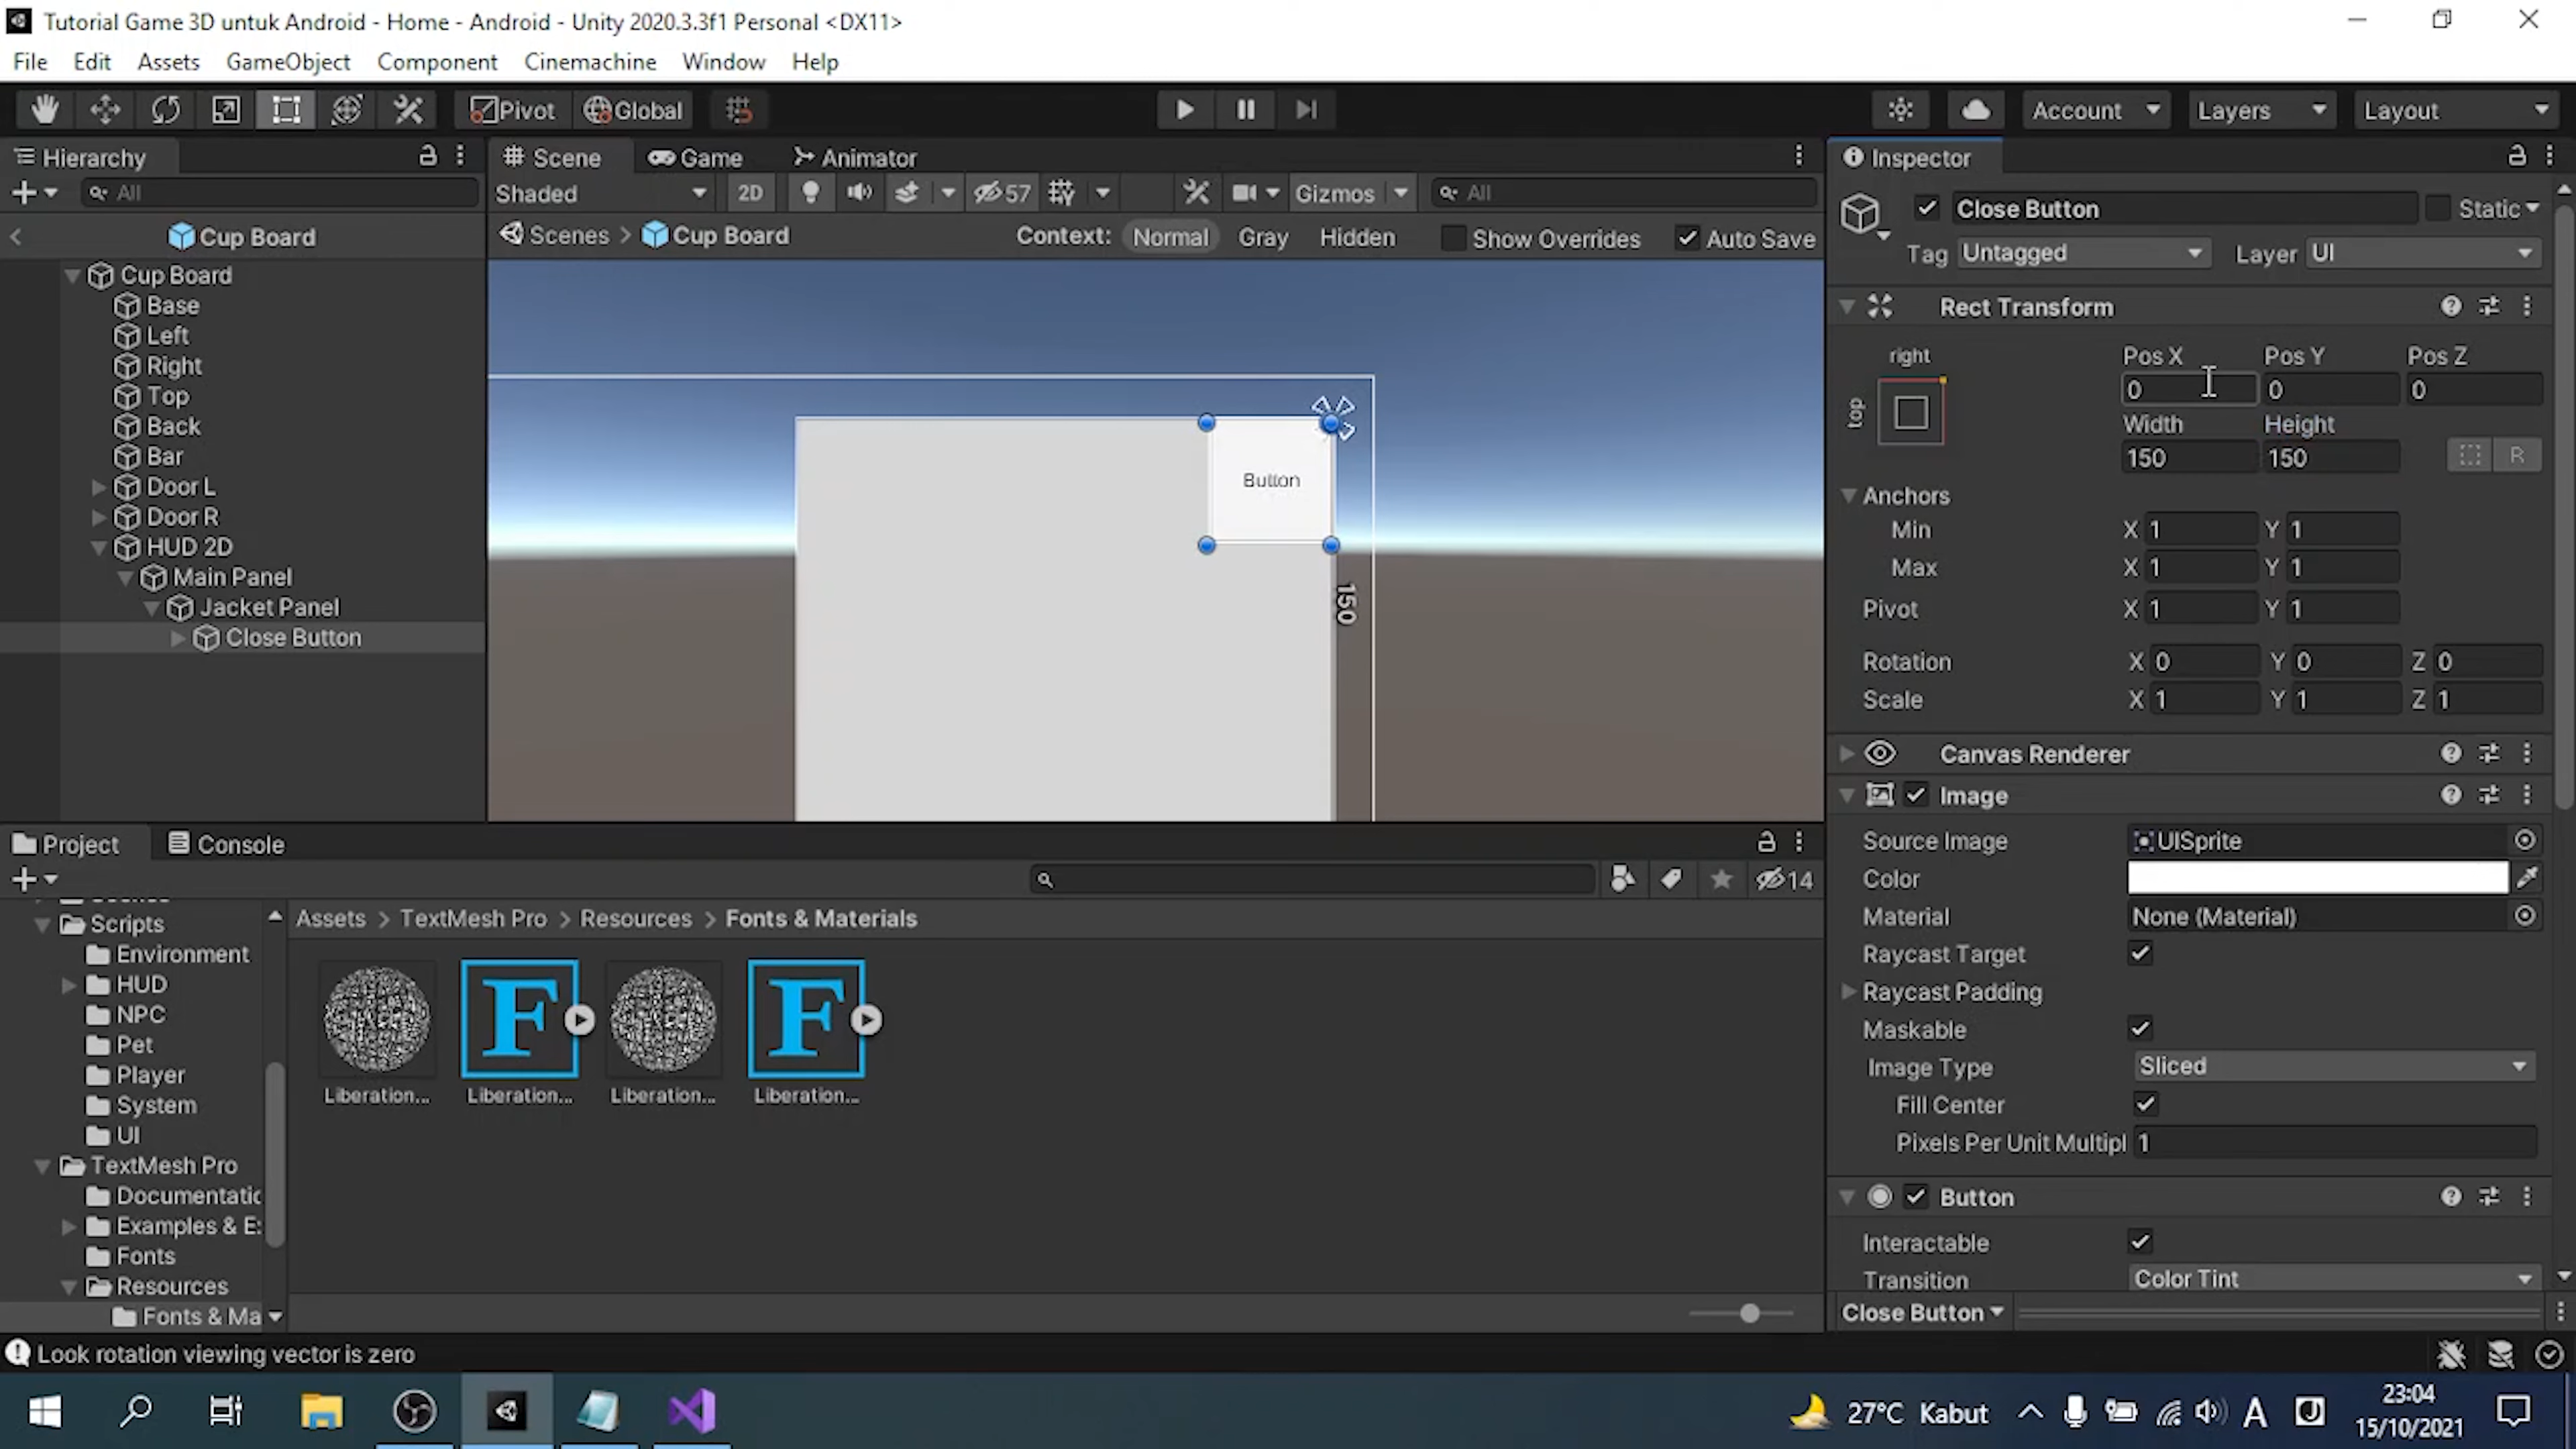 Tutorial Game 3D untuk Android - Home - Android - Unity 2020.3.3f1 Personal <DX11>
File Edit Assets GameObject Component Cinemachine Window Help
Pivot Global Account Layers Layout
Hierarchy
All
Cup Board
Cup Board
Base
Left
Right
Top
Back
Bar
Door L
Door R
HUD 2D
Main Panel
Jacket Panel
Close Button
Scene Game Animator
Shaded 2D 57 Gizmos All
Scenes > Cup Board Context: Normal Gray Hidden Show Overrides Auto Save
Button
150
Inspector
Close Button Static
Tag Untagged Layer UI
Rect Transform
right Pos X Pos Y Pos Z
top 0 0 0
Width Height
150 150 R
Anchors
Min X 1 Y 1
Max X 1 Y 1
Pivot X 1 Y 1
Rotation X 0 Y 0 Z 0
Scale X 1 Y 1 Z 1
Canvas Renderer
Image
Source Image UISprite
Color
Material None (Material)
Raycast Target
Raycast Padding
Maskable
Image Type Sliced
Fill Center
Pixels Per Unit Multipl 1
Button
Interactable
Transition Color Tint
Close Button
Project Console
14
Scripts
Environment
HUD
NPC
Pet
Player
System
UI
TextMesh Pro
Documentatic
Examples & E:
Fonts
Resources
Fonts & Ma
Assets > TextMesh Pro > Resources > Fonts & Materials
Liberation... Liberation... Liberation... Liberation...
Look rotation viewing vector is zero
27°C Kabut A 23:04
15/10/2021